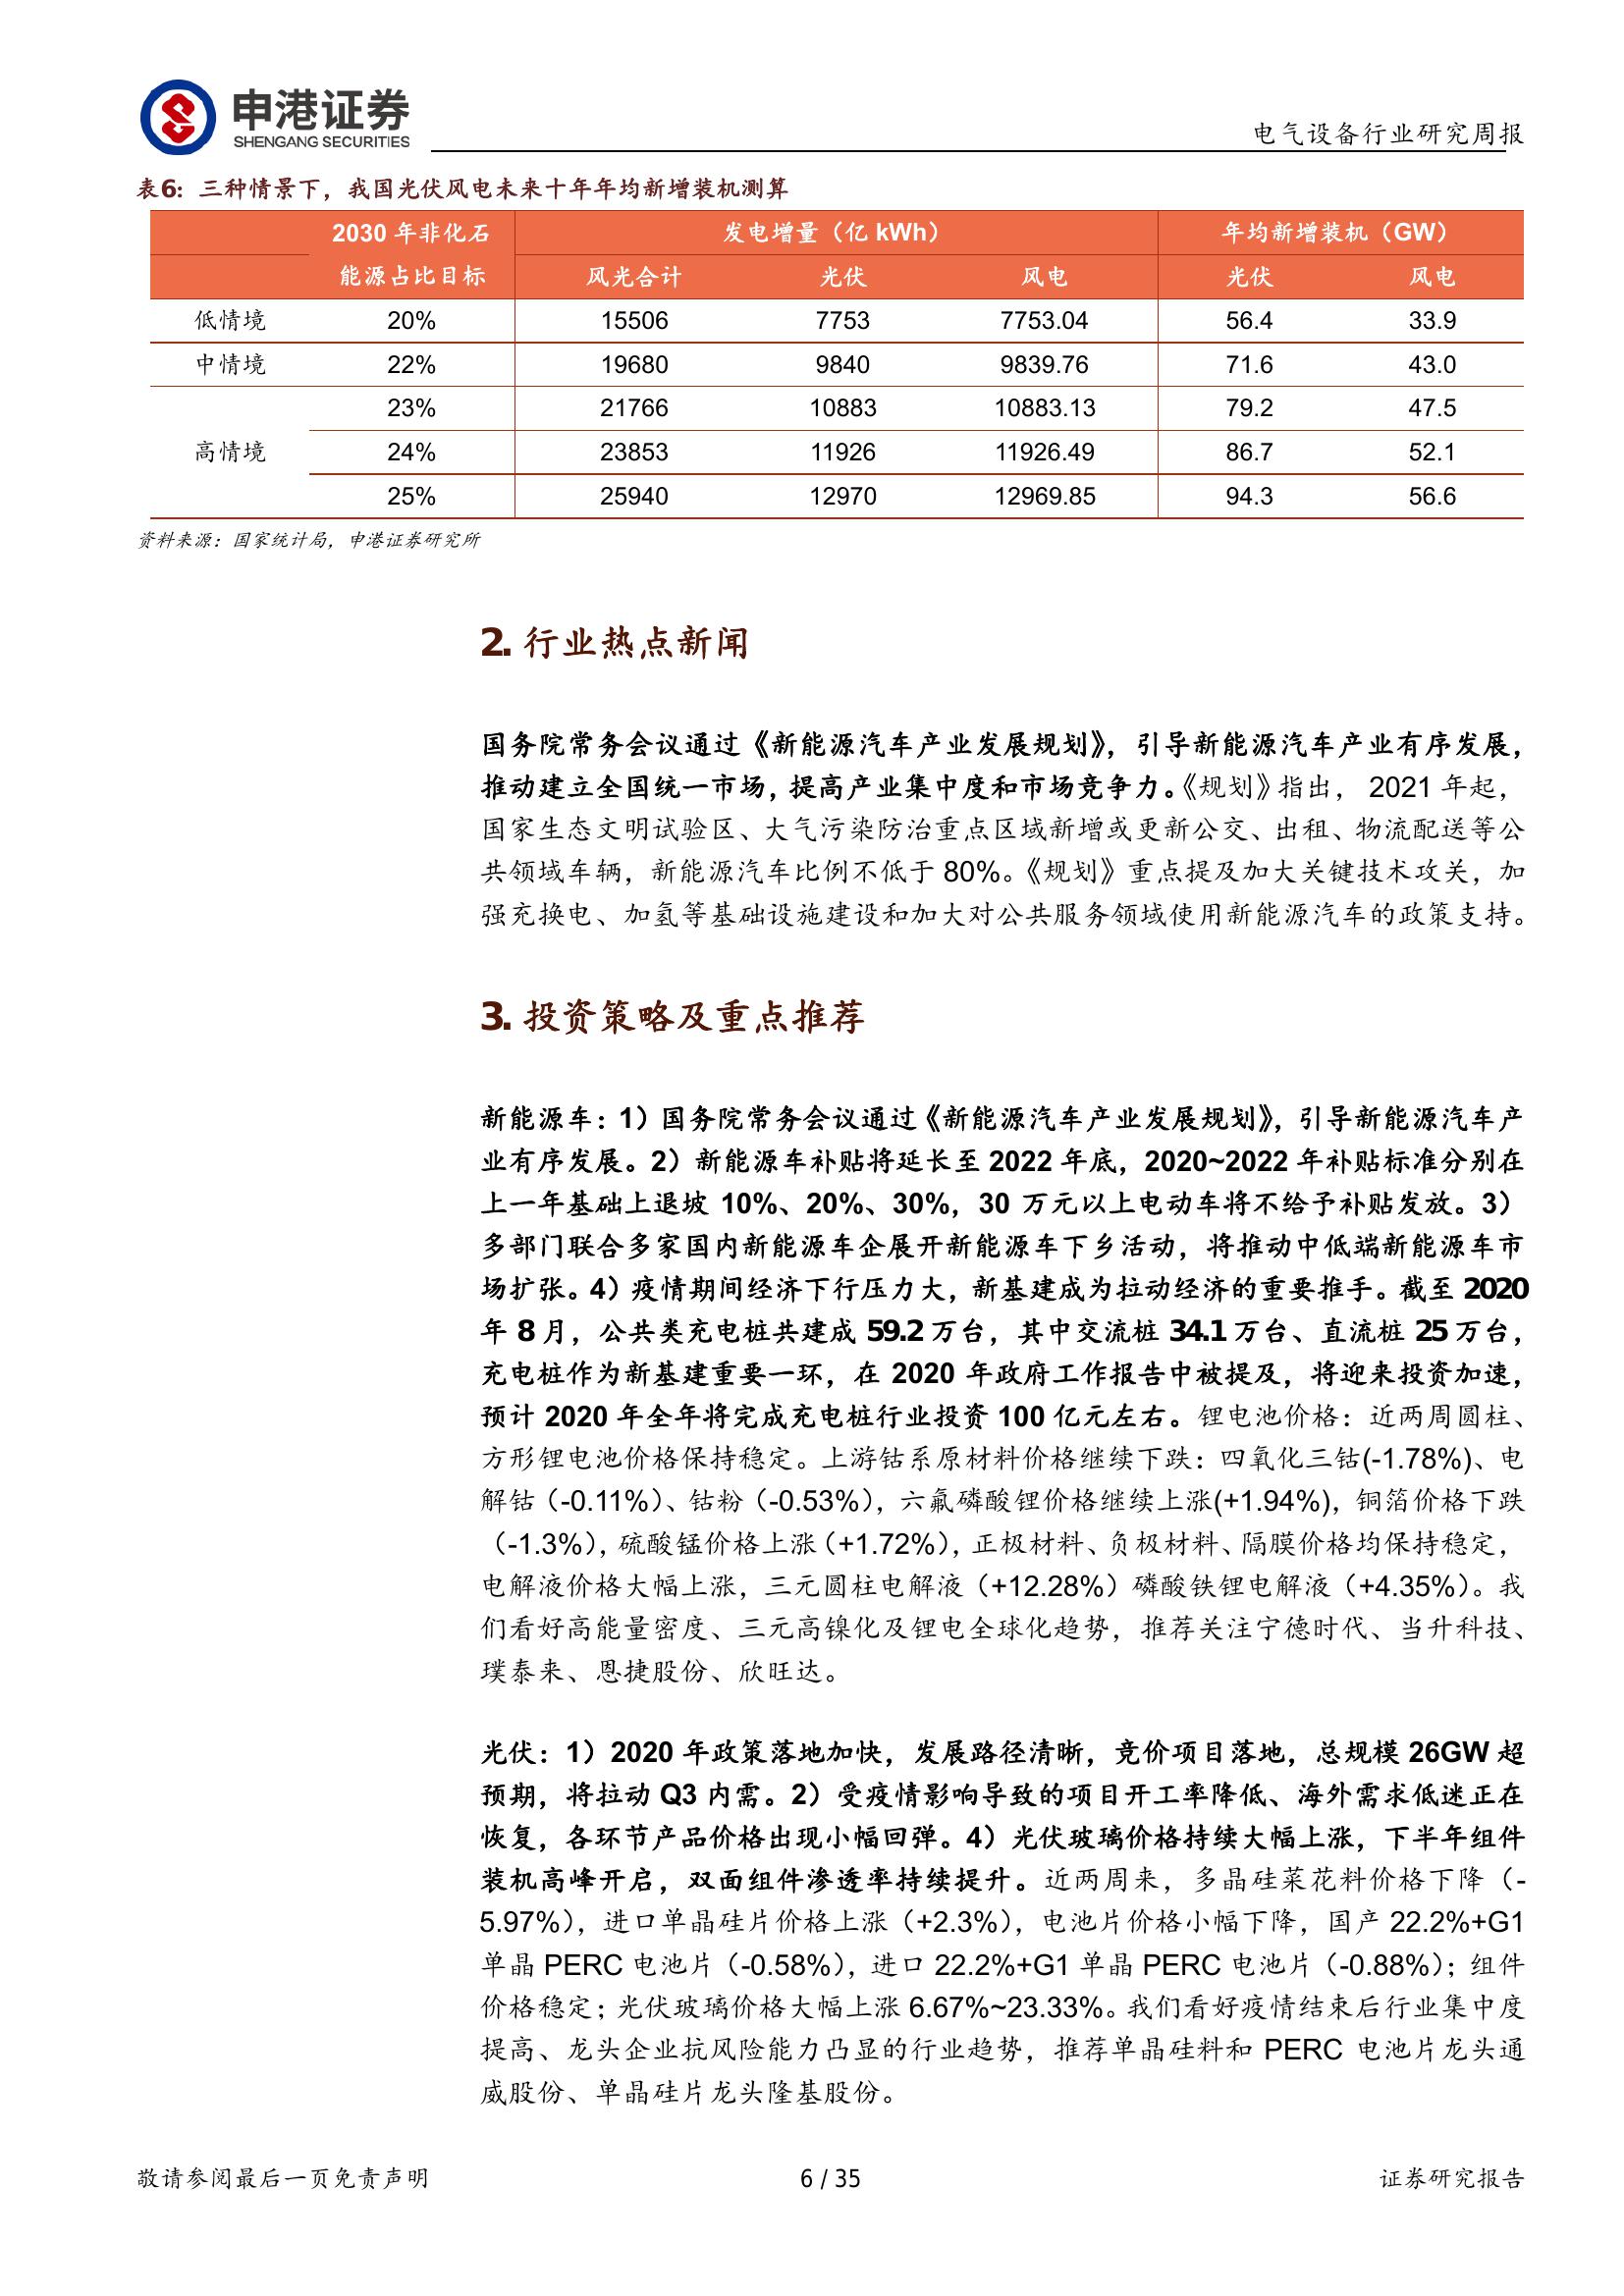 申港证券
SHENGANG SECURITIES
电气设备行业研究周报
表6：三种情景下，我国光伏风电未来十年年均新增装机测算
2030 年非化石 发电增量（亿 kWh） 年均新增装机（GW）
能源占比目标 风光合计 光伏 风电 光伏 风电
低情境 20% 15506 7753 7753.04 56.4 33.9
中情境 22% 19680 9840 9839.76 71.6 43.0
23% 21766 10883 10883.13 79.2 47.5
高情境 24% 23853 11926 11926.49 86.7 52.1
25% 25940 12970 12969.85 94.3 56.6
资料来源：国家统计局，申港证券研究所
2. 行业热点新闻
国务院常务会议通过《新能源汽车产业发展规划》，引导新能源汽车产业有序发展，
推动建立全国统一市场，提高产业集中度和市场竞争力。《规划》指出， 2021 年起，
国家生态文明试验区、大气污染防治重点区域新增或更新公交、出租、物流配送等公
共领域车辆，新能源汽车比例不低于 80%。《规划》重点提及加大关键技术攻关，加
强充换电、加氢等基础设施建设和加大对公共服务领域使用新能源汽车的政策支持。
3. 投资策略及重点推荐
新能源车：1）国务院常务会议通过《新能源汽车产业发展规划》，引导新能源汽车产
业有序发展。2）新能源车补贴将延长至 2022 年底，2020~2022 年补贴标准分别在
上一年基础上退坡 10%、20%、30%，30 万元以上电动车将不给予补贴发放。3）
多部门联合多家国内新能源车企展开新能源车下乡活动，将推动中低端新能源车市
场扩张。4）疫情期间经济下行压力大，新基建成为拉动经济的重要推手。截至 2020
年 8 月，公共类充电桩共建成 59.2 万台，其中交流桩 34.1 万台、直流桩 25 万台，
充电桩作为新基建重要一环，在 2020 年政府工作报告中被提及，将迎来投资加速，
预计 2020 年全年将完成充电桩行业投资 100 亿元左右。锂电池价格：近两周圆柱、
方形锂电池价格保持稳定。上游钴系原材料价格继续下跌：四氧化三钴(-1.78%)、电
解钴（-0.11%）、钴粉（-0.53%），六氟磷酸锂价格继续上涨(+1.94%)，铜箔价格下跌
（-1.3%），硫酸锰价格上涨（+1.72%），正极材料、负极材料、隔膜价格均保持稳定，
电解液价格大幅上涨，三元圆柱电解液（+12.28%）磷酸铁锂电解液（+4.35%）。我
们看好高能量密度、三元高镍化及锂电全球化趋势，推荐关注宁德时代、当升科技、
璞泰来、恩捷股份、欣旺达。
光伏：1）2020 年政策落地加快，发展路径清晰，竞价项目落地，总规模 26GW 超
预期，将拉动 Q3 内需。2）受疫情影响导致的项目开工率降低、海外需求低迷正在
恢复，各环节产品价格出现小幅回弹。4）光伏玻璃价格持续大幅上涨，下半年组件
装机高峰开启，双面组件渗透率持续提升。近两周来，多晶硅菜花料价格下降（-
5.97%），进口单晶硅片价格上涨（+2.3%），电池片价格小幅下降，国产 22.2%+G1
单晶 PERC 电池片（-0.58%），进口 22.2%+G1 单晶 PERC 电池片（-0.88%）；组件
价格稳定；光伏玻璃价格大幅上涨 6.67%~23.33%。我们看好疫情结束后行业集中度
提高、龙头企业抗风险能力凸显的行业趋势，推荐单晶硅料和 PERC 电池片龙头通
威股份、单晶硅片龙头隆基股份。
敬请参阅最后一页免责声明 6 / 35 证券研究报告